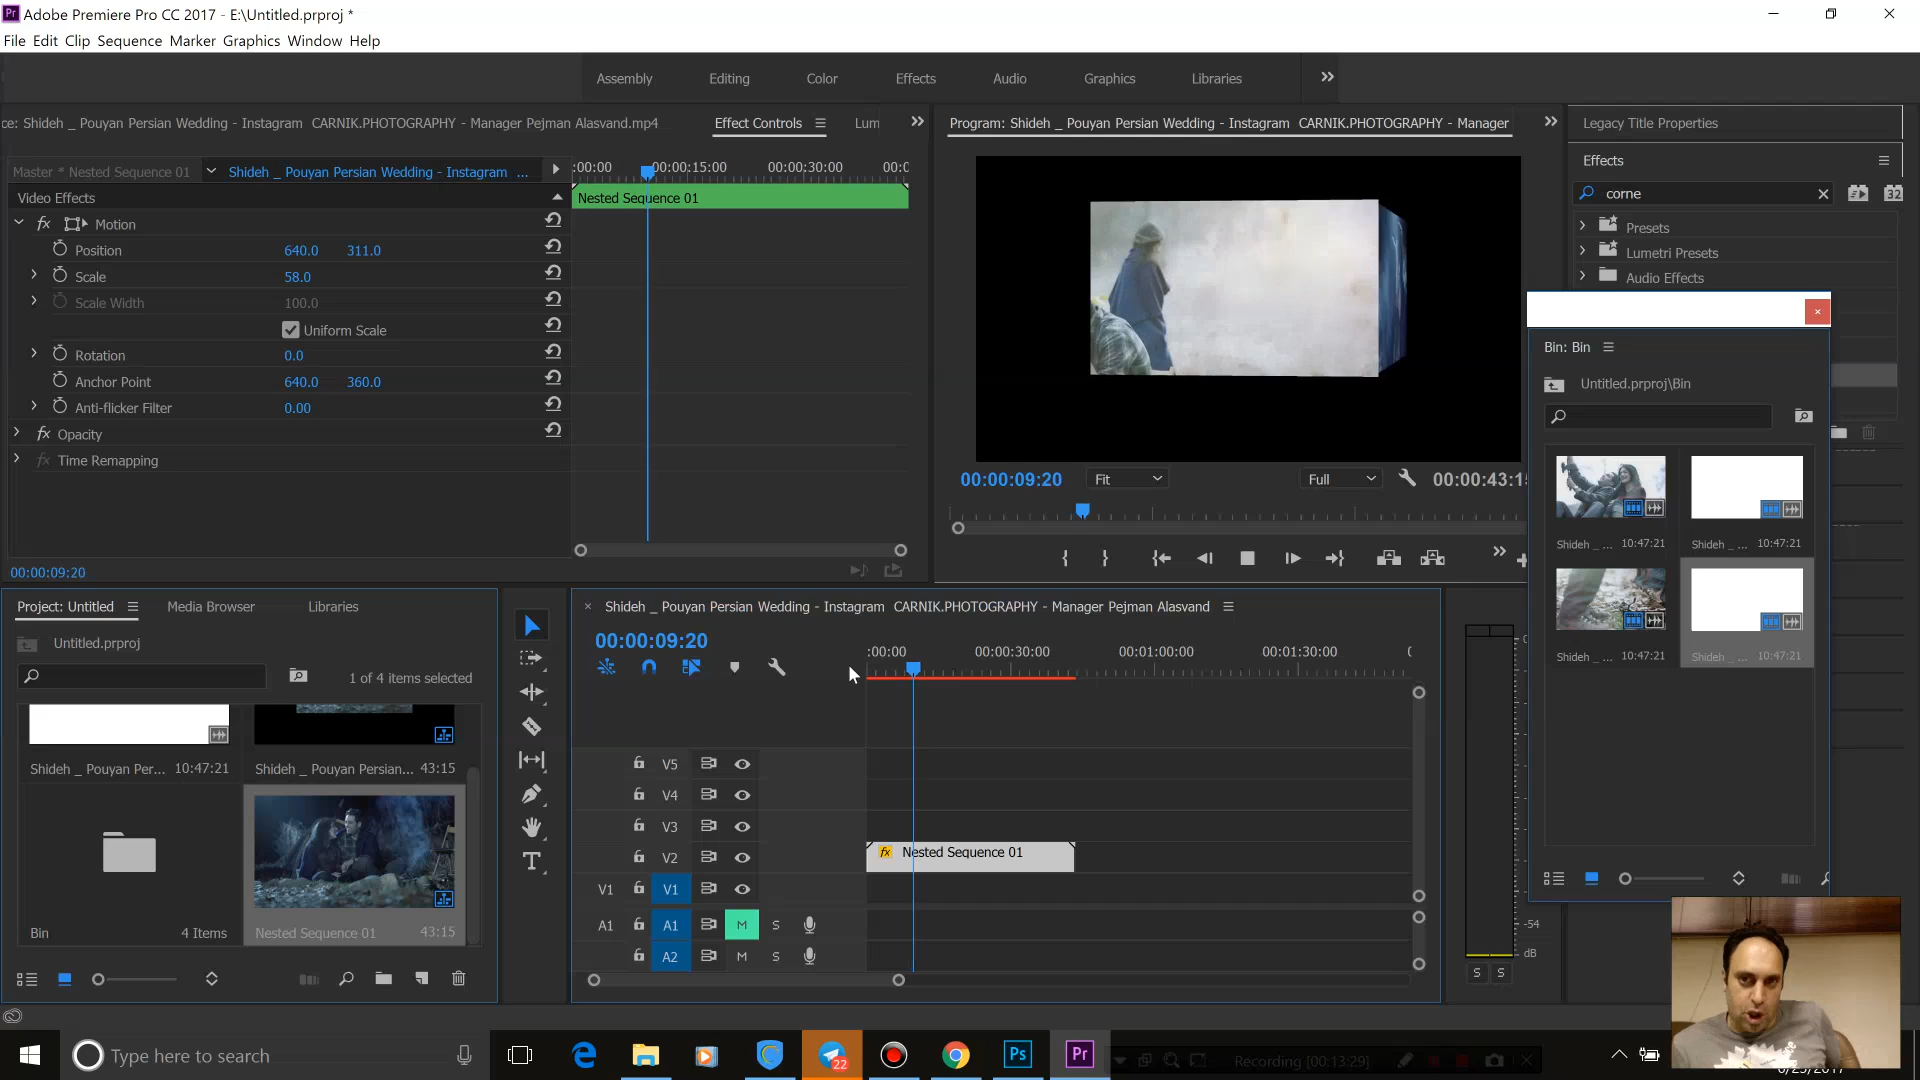 Adobe Premiere Pro CC 2017 - E:\Untitled.prproj *
File Edit Clip Sequence Marker Graphics Window Help
Assembly Editing Color Effects Audio Graphics Libraries
ce: Shideh _ Pouyan Persian Wedding - Instagram CARNIK.PHOTOGRAPHY - Manager Pejman Alasvand.mp4 Effect Controls Lum
Program: Shideh _ Pouyan Persian Wedding - Instagram CARNIK.PHOTOGRAPHY - Manager
Legacy Title Properties
Effects
corne
32
Presets
Lumetri Presets
Audio Effects
Master * Nested Sequence 01 Shideh _ Pouyan Persian Wedding - Instagram ...
:00:00 00:00:15:00 00:00:30:00 00:0
Video Effects
Nested Sequence 01
fx Motion
Position 640.0 311.0
Scale 58.0
Scale Width 100.0
Uniform Scale
Rotation 0.0
Anchor Point 640.0 360.0
Anti-flicker Filter 0.00
fx Opacity
fx Time Remapping
00:00:09:20
00:00:09:20 Fit Full 00:00:43:15
Bin: Bin
Untitled.prproj\Bin
Shideh _ ... 10:47:21
Shideh _ ... 10:47:21
Shideh _ ... 10:47:21
Shideh _ ... 10:47:21
Project: Untitled Media Browser Libraries
Untitled.prproj
1 of 4 items selected
Shideh _ Pouyan Per... 10:47:21
Shideh _ Pouyan Persian... 43:15
Bin 4 Items
Nested Sequence 01 43:15
T
× Shideh _ Pouyan Persian Wedding - Instagram CARNIK.PHOTOGRAPHY - Manager Pejman Alasvand
00:00:09:20
:00:00 00:00:30:00 00:01:00:00 00:01:30:00 0
V5
V4
V3
V2
fx Nested Sequence 01
V1 V1
A1 A1 M S
A2 M S
0
-54
dB
S S
Type here to search
22
Ps
Pr
Recording [00:13:29]